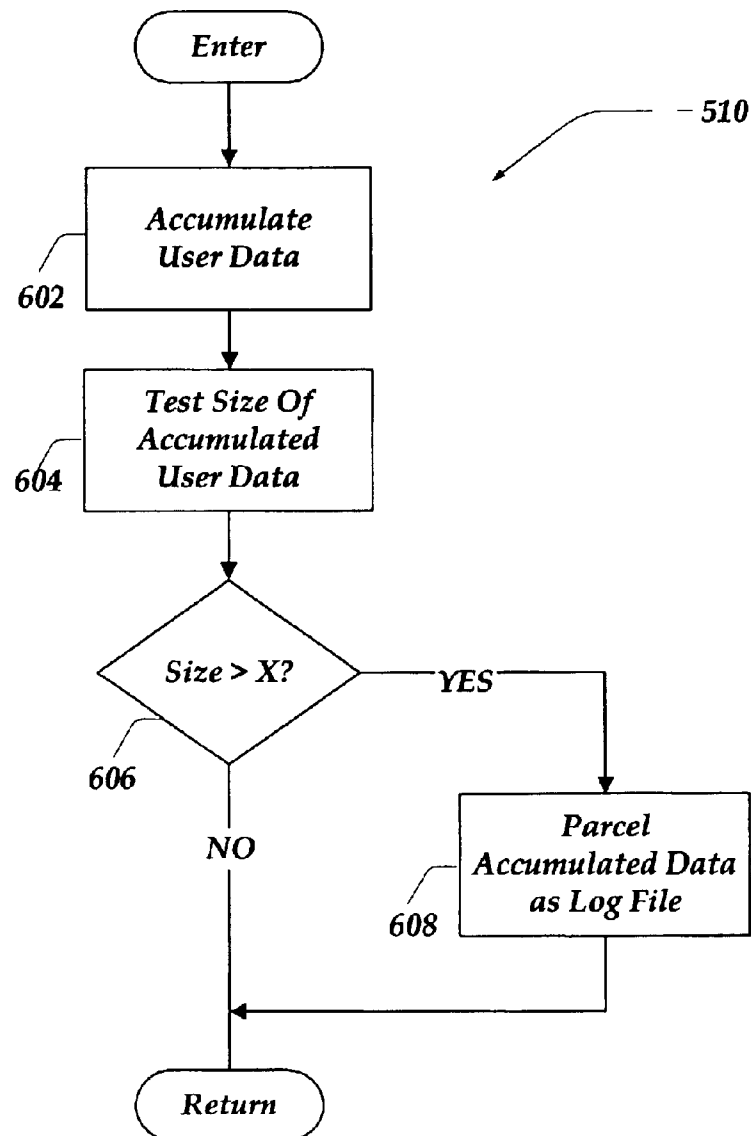 Enter
510
Accumulate
User Data
602
Test Size Of
Accumulated
User Data
604
Size > X?
YES
606
NO
Parcel
Accumulated Data
as Log File
608
Return